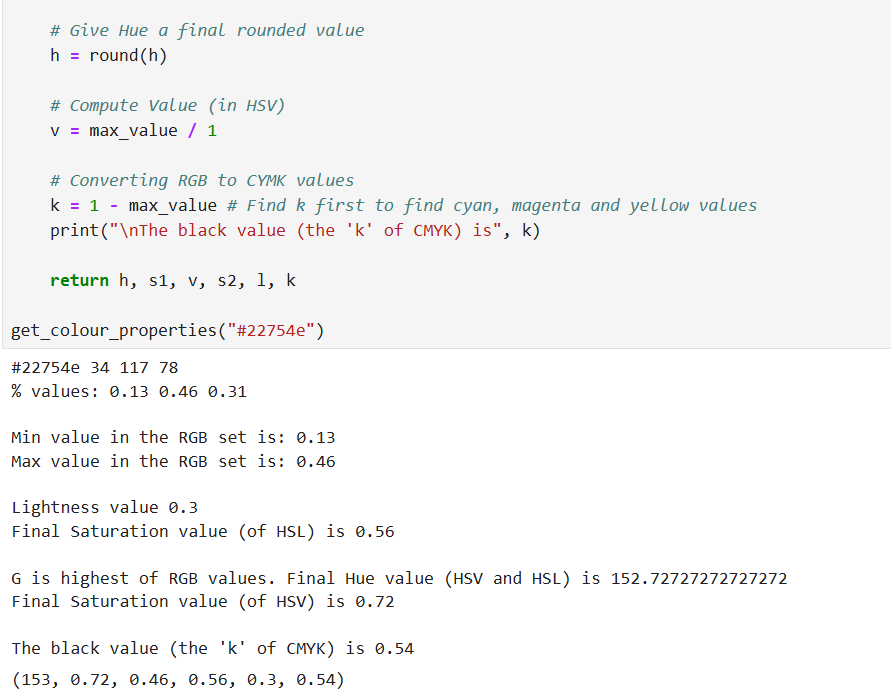 # Give Hue a final rounded value
h = round(h)
# Compute Value (in HSV)
v = max_value / 1
# Converting RGB to CYMK values
k = 1 - max_value # Find k first to find cyan, magenta and yellow values
print("\nThe black value (the 'k' of CMYK) is", k)
return h, s1, v, s2, l, k
get_colour_properties("#22754e")
#22754e 34 117 78
% values: 0.13 0.46 0.31
Min value in the RGB set is: 0.13
Max value in the RGB set is: 0.46
Lightness value 0.3
Final Saturation value (of HSL) is 0.56
G is highest of RGB values. Final Hue value (HSV and HSL) is 152.72727272727272
Final Saturation value (of HSV) is 0.72
The black value (the 'k' of CMYK) is 0.54
(153, 0.72, 0.46, 0.56, 0.3, 0.54)